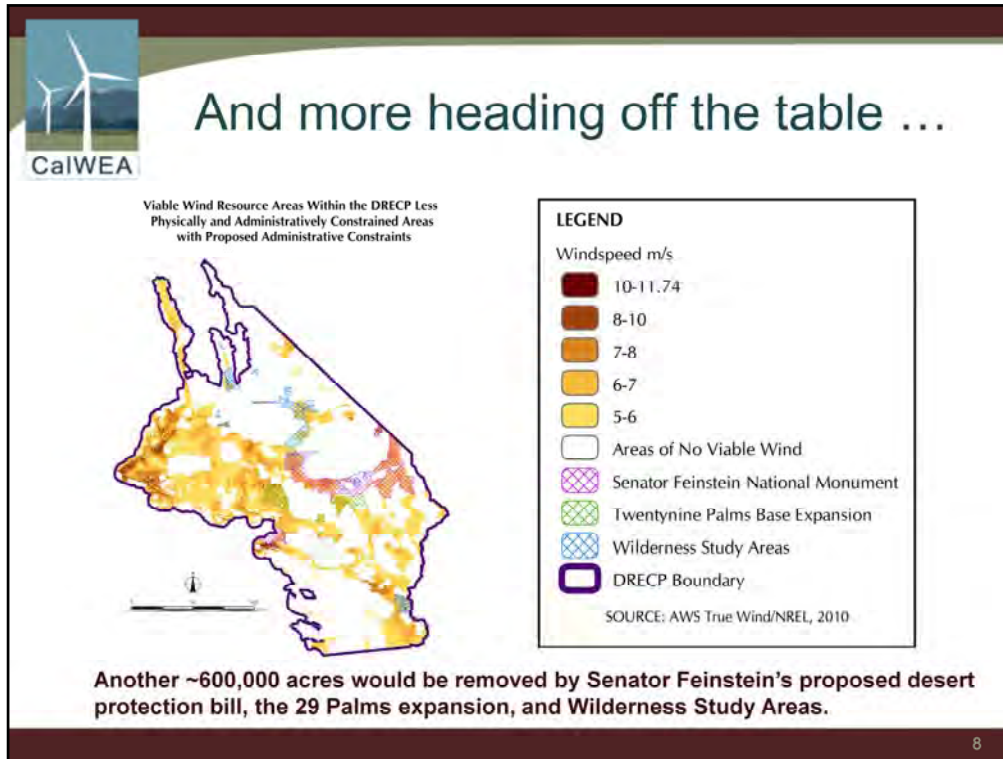 CalWEA
And more heading off the table …
Viable Wind Resource Areas Within the DRECP Less
Physically and Administratively Constrained Areas
with Proposed Administrative Constraints
LEGEND
Windspeed m/s
10-11.74
8-10
7-8
6-7
5-6
Areas of No Viable Wind
Senator Feinstein National Monument
Twentynine Palms Base Expansion
Wilderness Study Areas
DRECP Boundary
SOURCE: AWS True Wind/NREL, 2010
Another ~600,000 acres would be removed by Senator Feinstein's proposed desert
protection bill, the 29 Palms expansion, and Wilderness Study Areas.
8